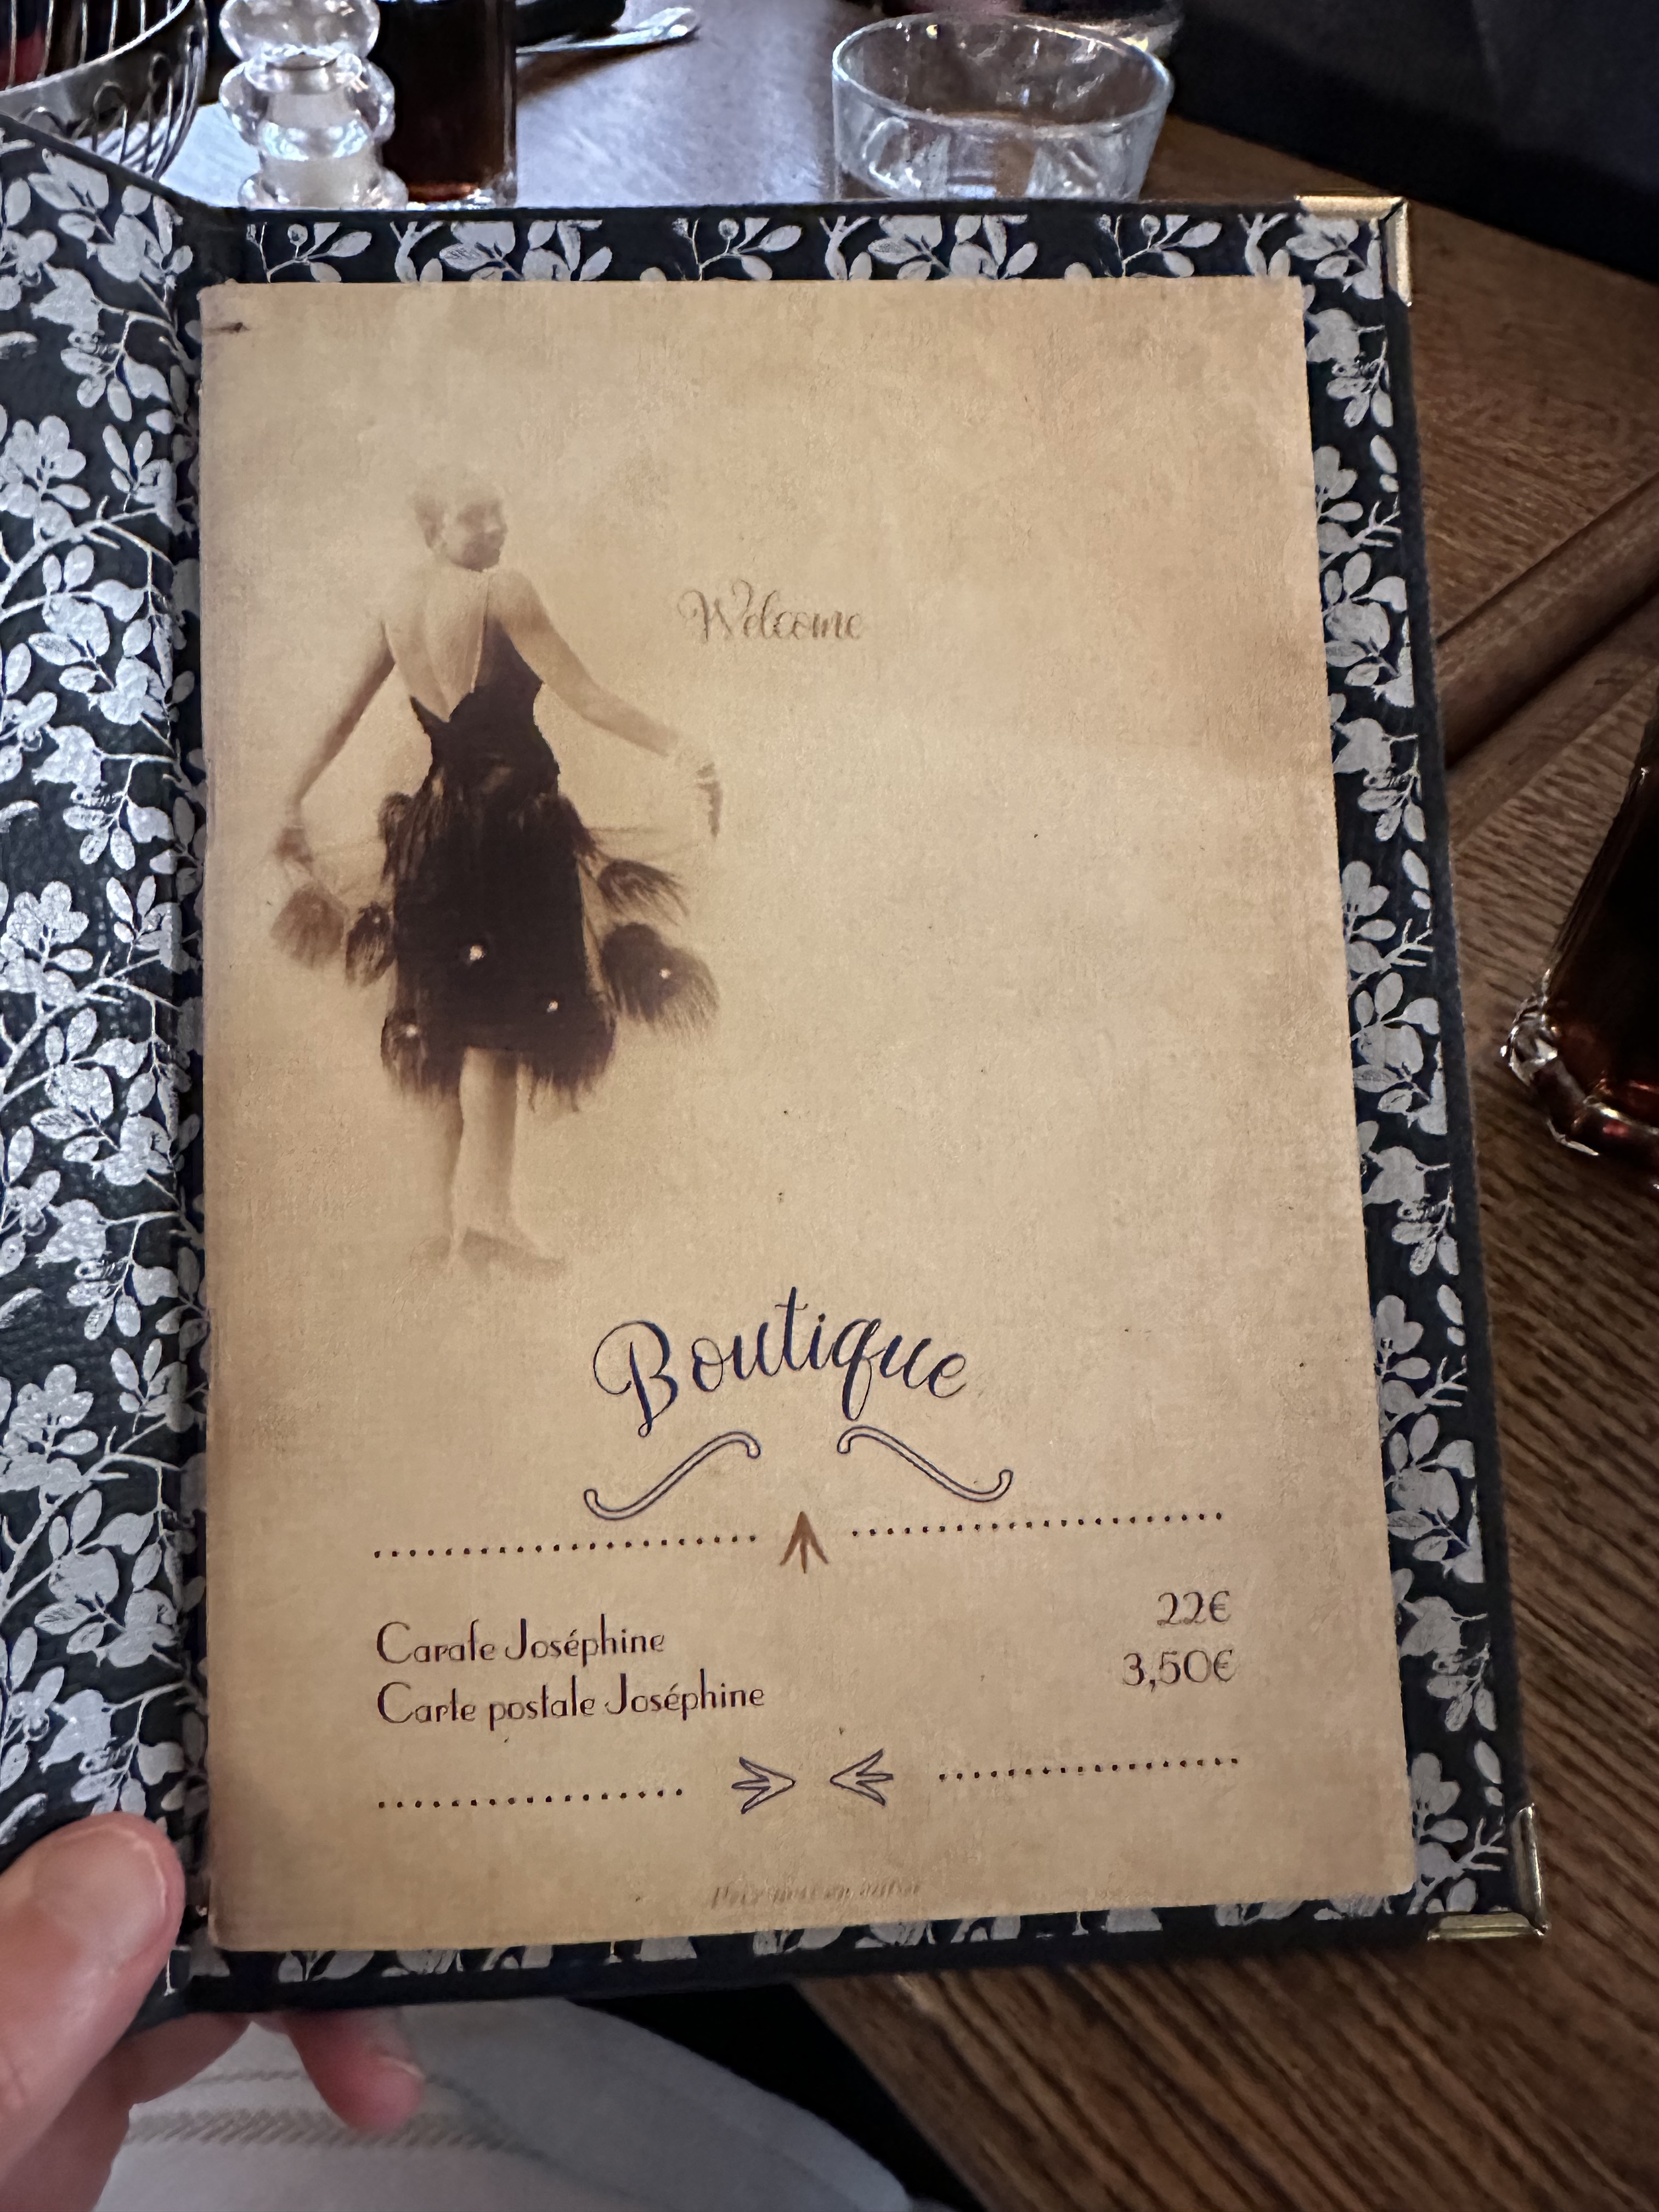 Welcome
Boutique
Carafe Joséphine 22€
Carte postale Joséphine 3,50€